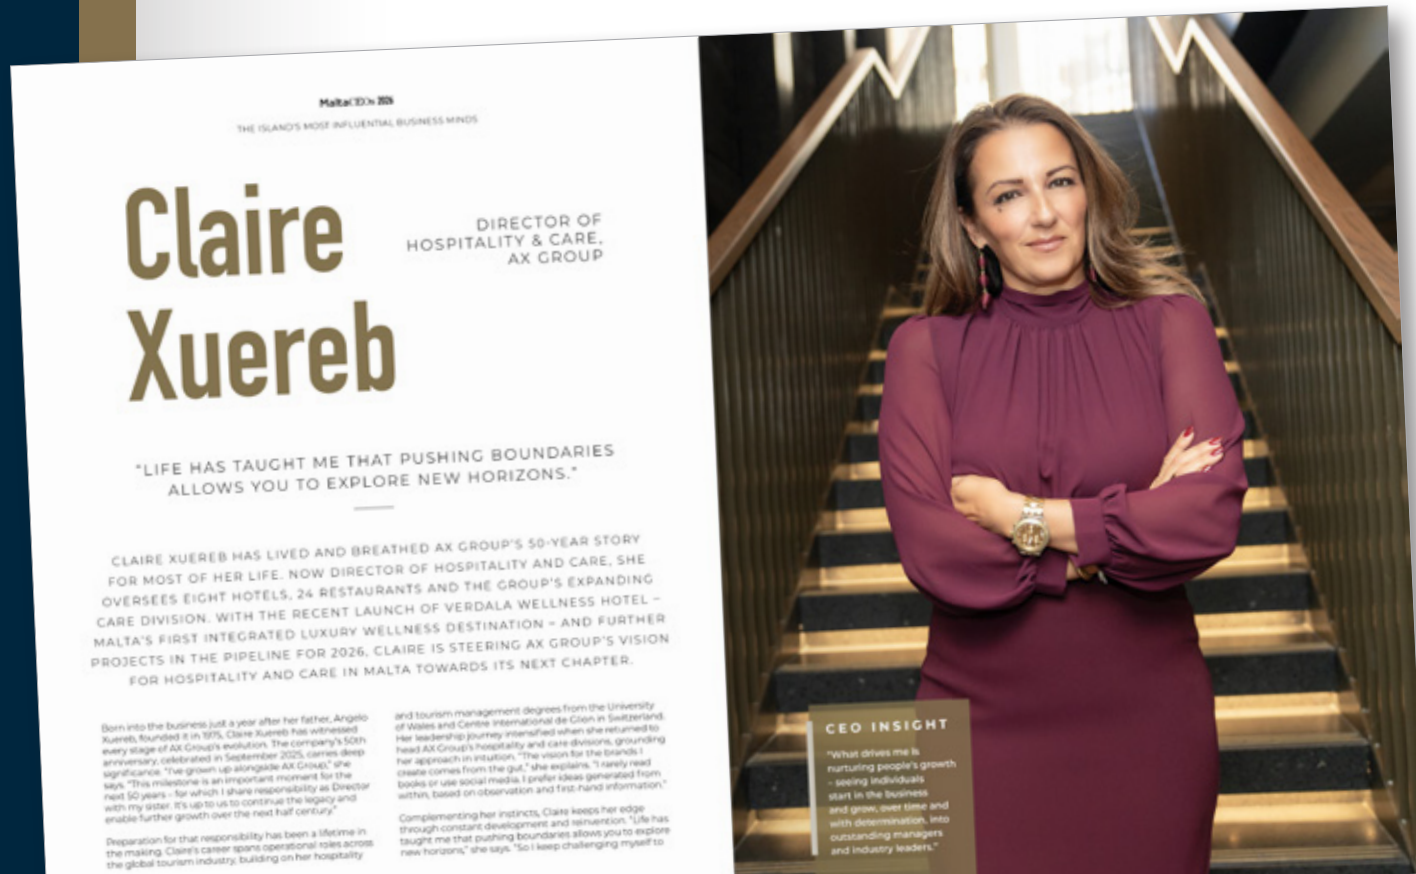 MaltaCEOs 2026
THE ISLAND'S MOST INFLUENTIAL BUSINESS MINDS
Claire
Xuereb
DIRECTOR OF
HOSPITALITY & CARE,
AX GROUP
"LIFE HAS TAUGHT ME THAT PUSHING BOUNDARIES
ALLOWS YOU TO EXPLORE NEW HORIZONS."
CLAIRE XUEREB HAS LIVED AND BREATHED AX GROUP'S 50-YEAR STORY
FOR MOST OF HER LIFE. NOW DIRECTOR OF HOSPITALITY AND CARE, SHE
OVERSEES EIGHT HOTELS, 24 RESTAURANTS AND THE GROUP'S EXPANDING
CARE DIVISION. WITH THE RECENT LAUNCH OF VERDALA WELLNESS HOTEL –
MALTA'S FIRST INTEGRATED LUXURY WELLNESS DESTINATION – AND FURTHER
PROJECTS IN THE PIPELINE FOR 2026, CLAIRE IS STEERING AX GROUP'S VISION
FOR HOSPITALITY AND CARE IN MALTA TOWARDS ITS NEXT CHAPTER.
Born into the business just a year after her father, Angelo
Xuereb, founded it in 1975, Claire Xuereb has witnessed
every stage of AX Group's evolution. The company's 50th
anniversary, celebrated in September 2025, carries deep
significance. "I've grown up alongside AX Group," she
says. "This milestone is an important moment for the
next 50 years – for which I share responsibility as Director
with my sister. It's up to us to continue the legacy and
enable further growth over the next half century."
Preparation for that responsibility has been a lifetime in
the making. Claire's career spans operational roles across
the global tourism industry, building on her hospitality
and tourism management degrees from the University
of Wales and Centre International de Glion in Switzerland.
Her leadership journey intensified when she returned to
head AX Group's hospitality and care divisions, grounding
her approach in intuition. "The vision for the brands I
create comes from the gut," she explains. "I rarely read
books or use social media. I prefer ideas generated from
within, based on observation and first-hand information."
Complementing her instincts, Claire keeps her edge
through constant development and reinvention. "Life has
taught me that pushing boundaries allows you to explore
new horizons," she says. "So I keep challenging myself to
CEO INSIGHT
"What drives me is
nurturing people's growth
– seeing individuals
start in the business
and grow, over time and
with determination, into
outstanding managers
and industry leaders."